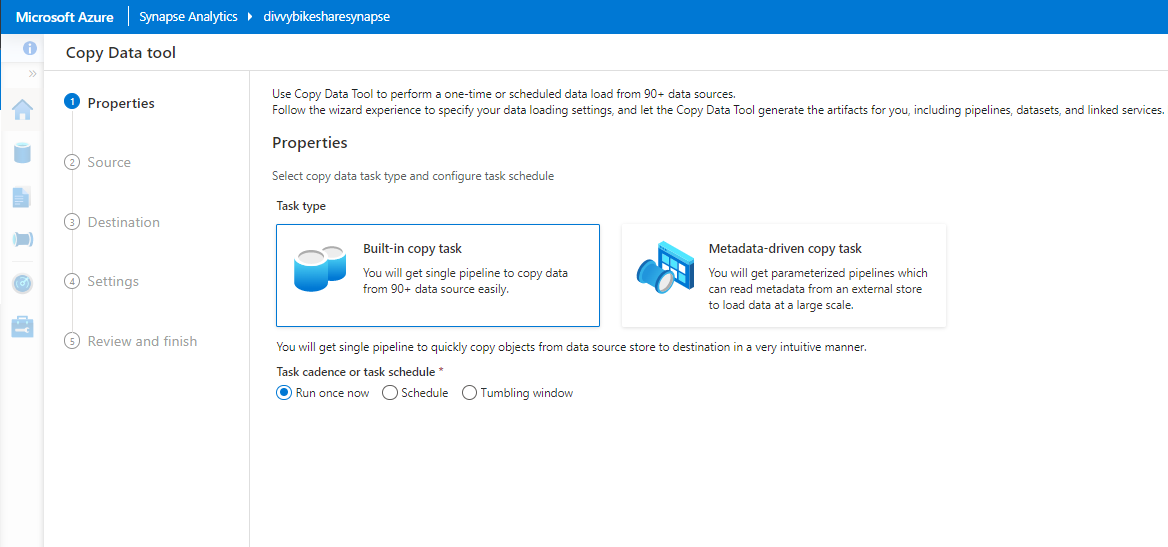 Microsoft Azure
Synapse Analytics
divvybikesharesynapse
Copy Data tool
1 Properties
2 Source
3 Destination
4 Settings
5 Review and finish
Use Copy Data Tool to perform a one-time or scheduled data load from 90+ data sources.
Follow the wizard experience to specify your data loading settings, and let the Copy Data Tool generate the artifacts for you, including pipelines, datasets, and linked services.
Properties
Select copy data task type and configure task schedule
Task type
Built-in copy task
You will get single pipeline to copy data
from 90+ data source easily.
Metadata-driven copy task
You will get parameterized pipelines which
can read metadata from an external store
to load data at a large scale.
You will get single pipeline to quickly copy objects from data source store to destination in a very intuitive manner.
Task cadence or task schedule *
Run once now
Schedule
Tumbling window